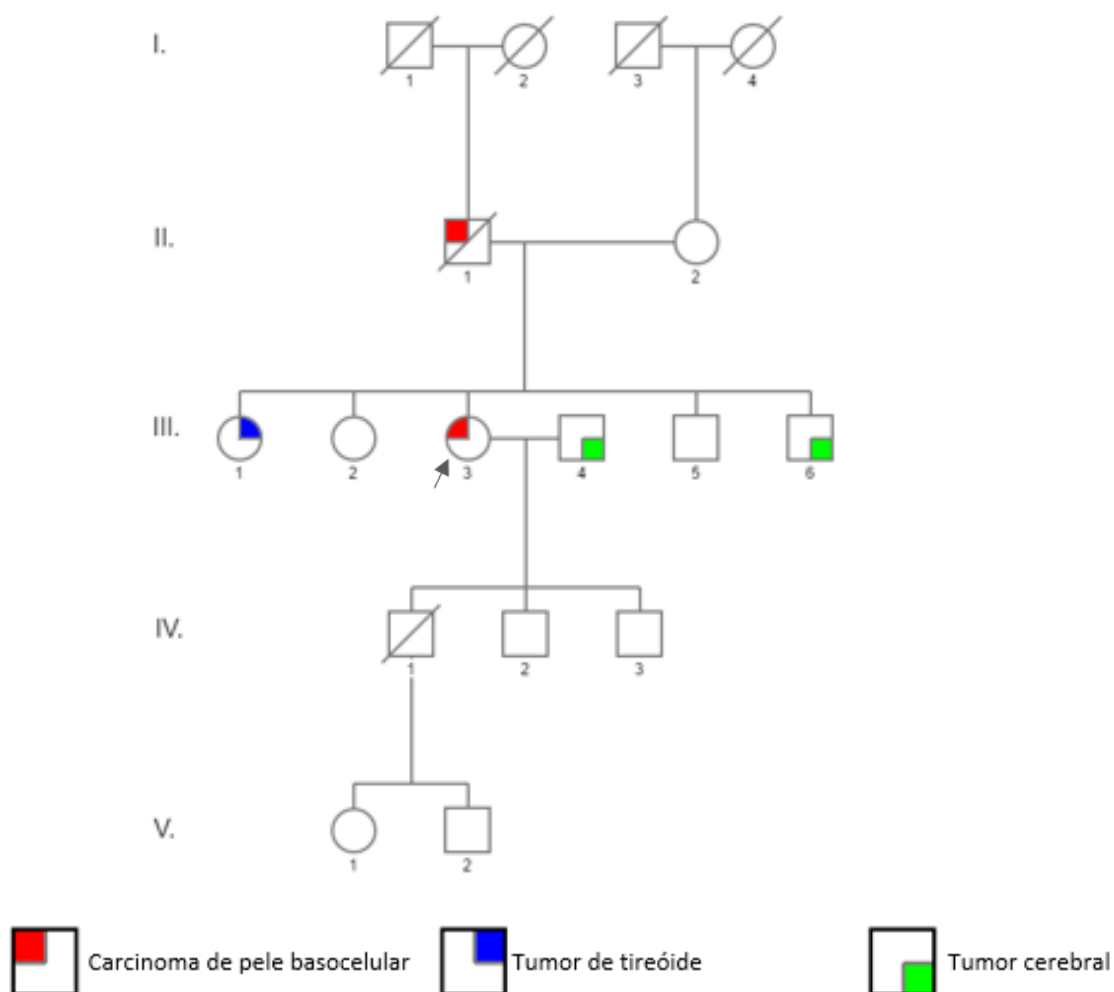 I.
1 2 3 4
II.
1 2
III.
1 2 3 4 5 6
IV.
1 2 3
V.
1 2
Carcinoma de pele basocelular Tumor de tireóide Tumor cerebral